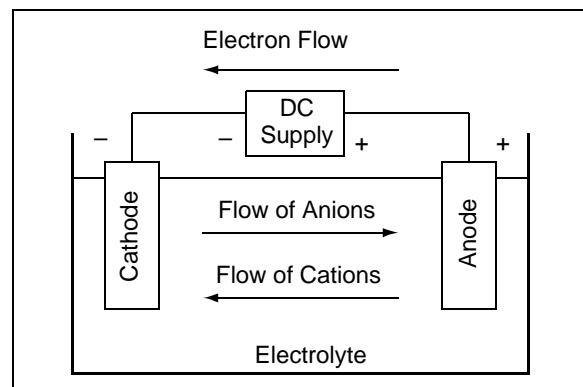 Electron Flow
DC
Supply
–
–
+
+
Cathode
Flow of Anions
Flow of Cations
Anode
Electrolyte